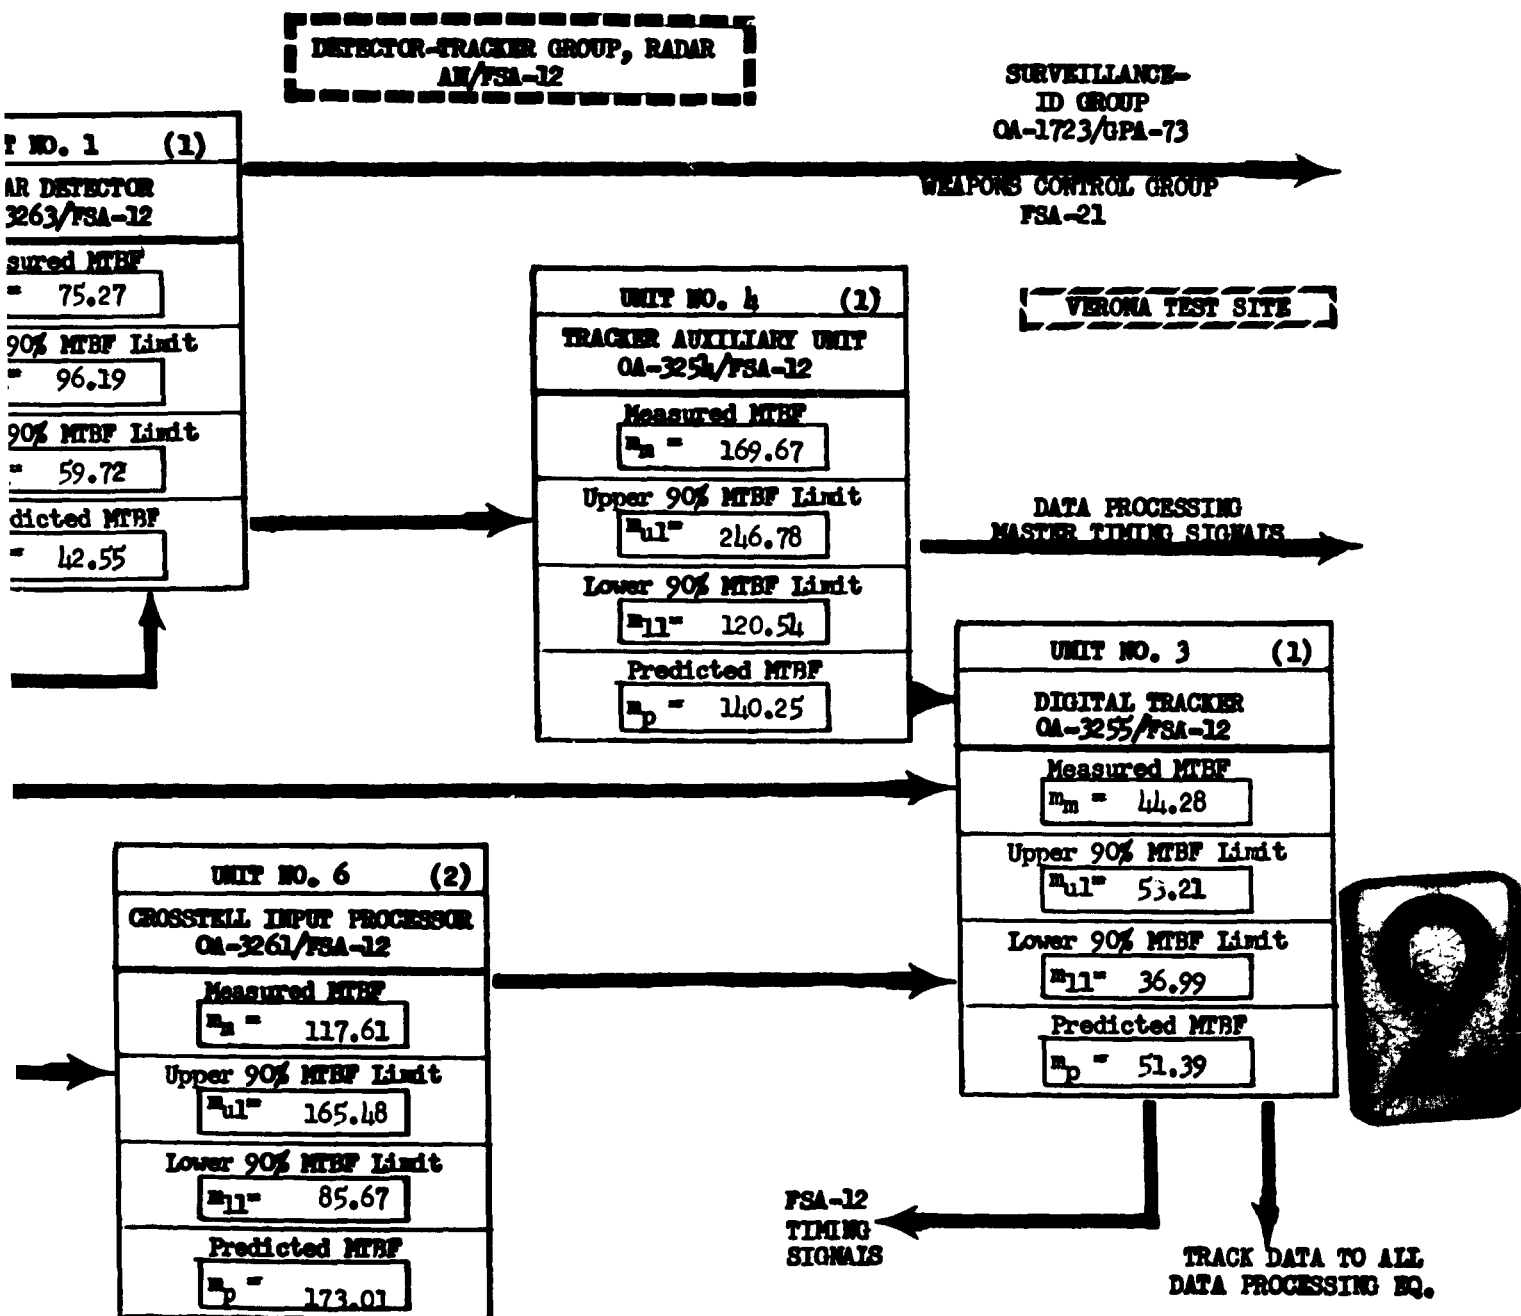 DETECTOR-TRACKER GROUP, RADAR
AN/FSA-12
SURVEILLANCE-
ID GROUP
OA-1723/GPA-73
WEAPONS CONTROL GROUP
FSA-21
VERONA TEST SITE
T NO. 1 (1)
AR DETECTOR
3263/FSA-12
sured MTBF
= 75.27
90% MTBF Limit
= 96.19
90% MTBF Limit
= 59.72
dicted MTBF
= 42.55
UNIT NO. 4 (1)
TRACKER AUXILIARY UNIT
OA-3254/FSA-12
Measured MTBF
mm = 169.67
Upper 90% MTBF Limit
mul= 246.78
Lower 90% MTBF Limit
mll= 120.54
Predicted MTBF
mp = 140.25
DATA PROCESSING
MASTER TIMING SIGNALS
UNIT NO. 3 (1)
DIGITAL TRACKER
OA-3255/FSA-12
Measured MTBF
mm = 44.28
Upper 90% MTBF Limit
mul= 53.21
Lower 90% MTBF Limit
mll= 36.99
Predicted MTBF
mp = 51.39
UNIT NO. 6 (2)
CROSSTELL INPUT PROCESSOR
OA-3261/FSA-12
Measured MTBF
mm = 117.61
Upper 90% MTBF Limit
mul= 165.48
Lower 90% MTBF Limit
mll= 85.67
Predicted MTBF
mp = 173.01
FSA-12
TIMING
SIGNALS
TRACK DATA TO ALL
DATA PROCESSING EQ.
2